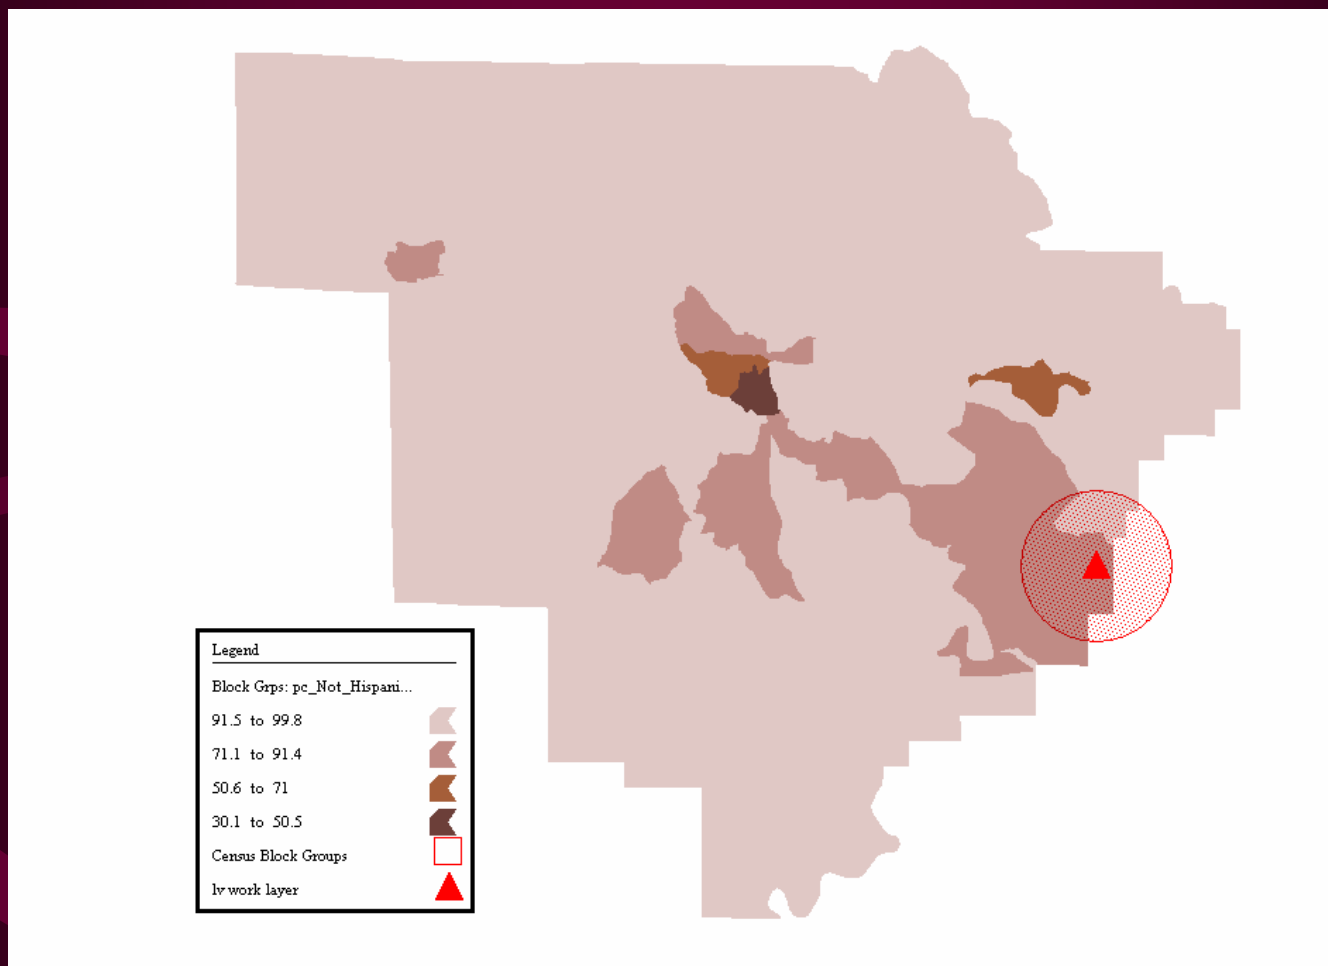 Legend
Block Grps: pc_Not_Hispani...
91.5 to 99.8
71.1 to 91.4
50.6 to 71
30.1 to 50.5
Census Block Groups
lv work layer